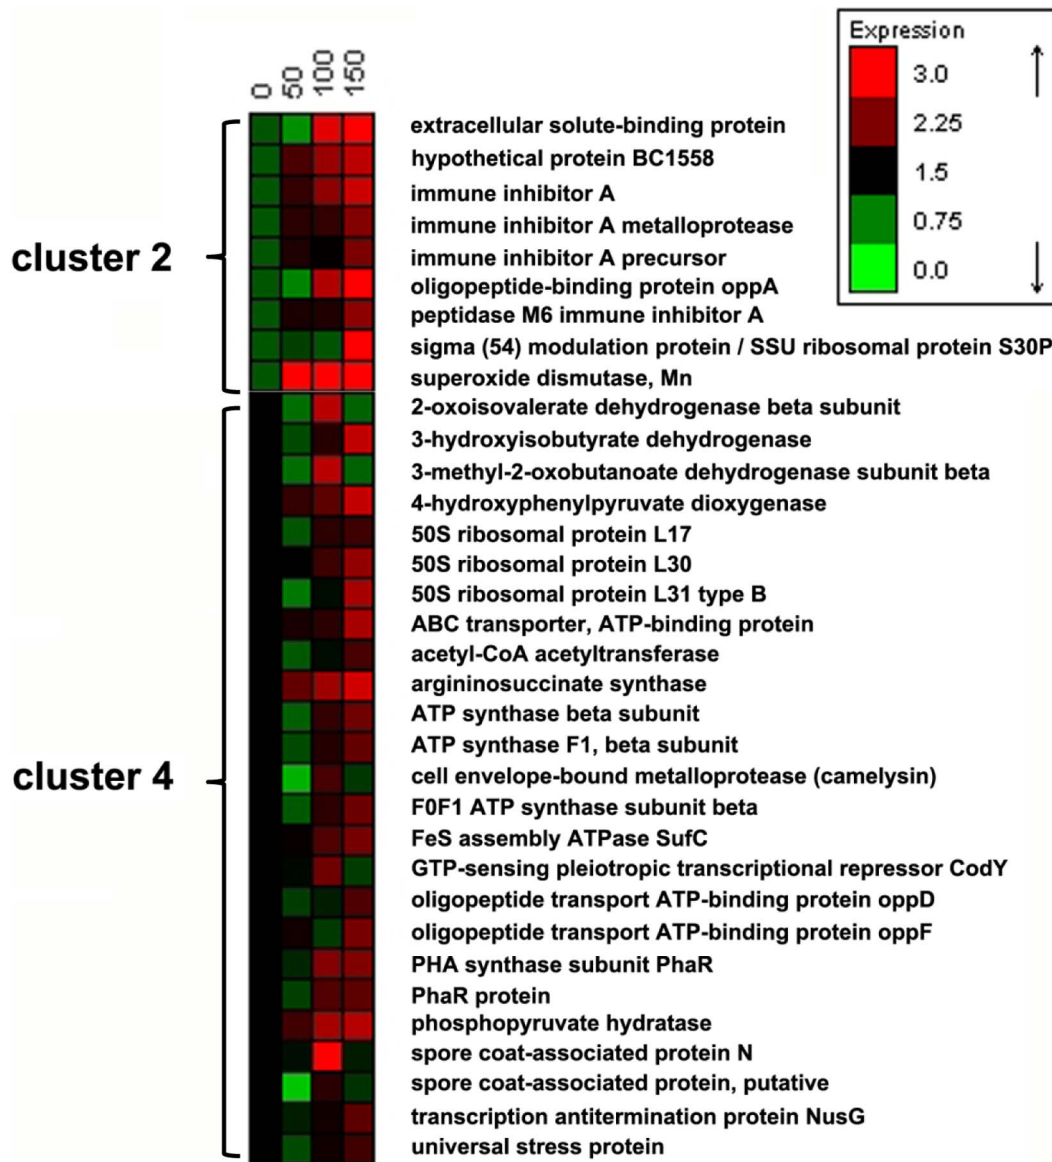 0 50 100 150
Expression
3.0
2.25
1.5
0.75
0.0
cluster 2
extracellular solute-binding protein
hypothetical protein BC1558
immune inhibitor A
immune inhibitor A metalloprotease
immune inhibitor A precursor
oligopeptide-binding protein oppA
peptidase M6 immune inhibitor A
sigma (54) modulation protein / SSU ribosomal protein S30P
superoxide dismutase, Mn
cluster 4
2-oxoisovalerate dehydrogenase beta subunit
3-hydroxyisobutyrate dehydrogenase
3-methyl-2-oxobutanoate dehydrogenase subunit beta
4-hydroxyphenylpyruvate dioxygenase
50S ribosomal protein L17
50S ribosomal protein L30
50S ribosomal protein L31 type B
ABC transporter, ATP-binding protein
acetyl-CoA acetyltransferase
argininosuccinate synthase
ATP synthase beta subunit
ATP synthase F1, beta subunit
cell envelope-bound metalloprotease (camelysin)
F0F1 ATP synthase subunit beta
FeS assembly ATPase SufC
GTP-sensing pleiotropic transcriptional repressor CodY
oligopeptide transport ATP-binding protein oppD
oligopeptide transport ATP-binding protein oppF
PHA synthase subunit PhaR
PhaR protein
phosphopyruvate hydratase
spore coat-associated protein N
spore coat-associated protein, putative
transcription antitermination protein NusG
universal stress protein